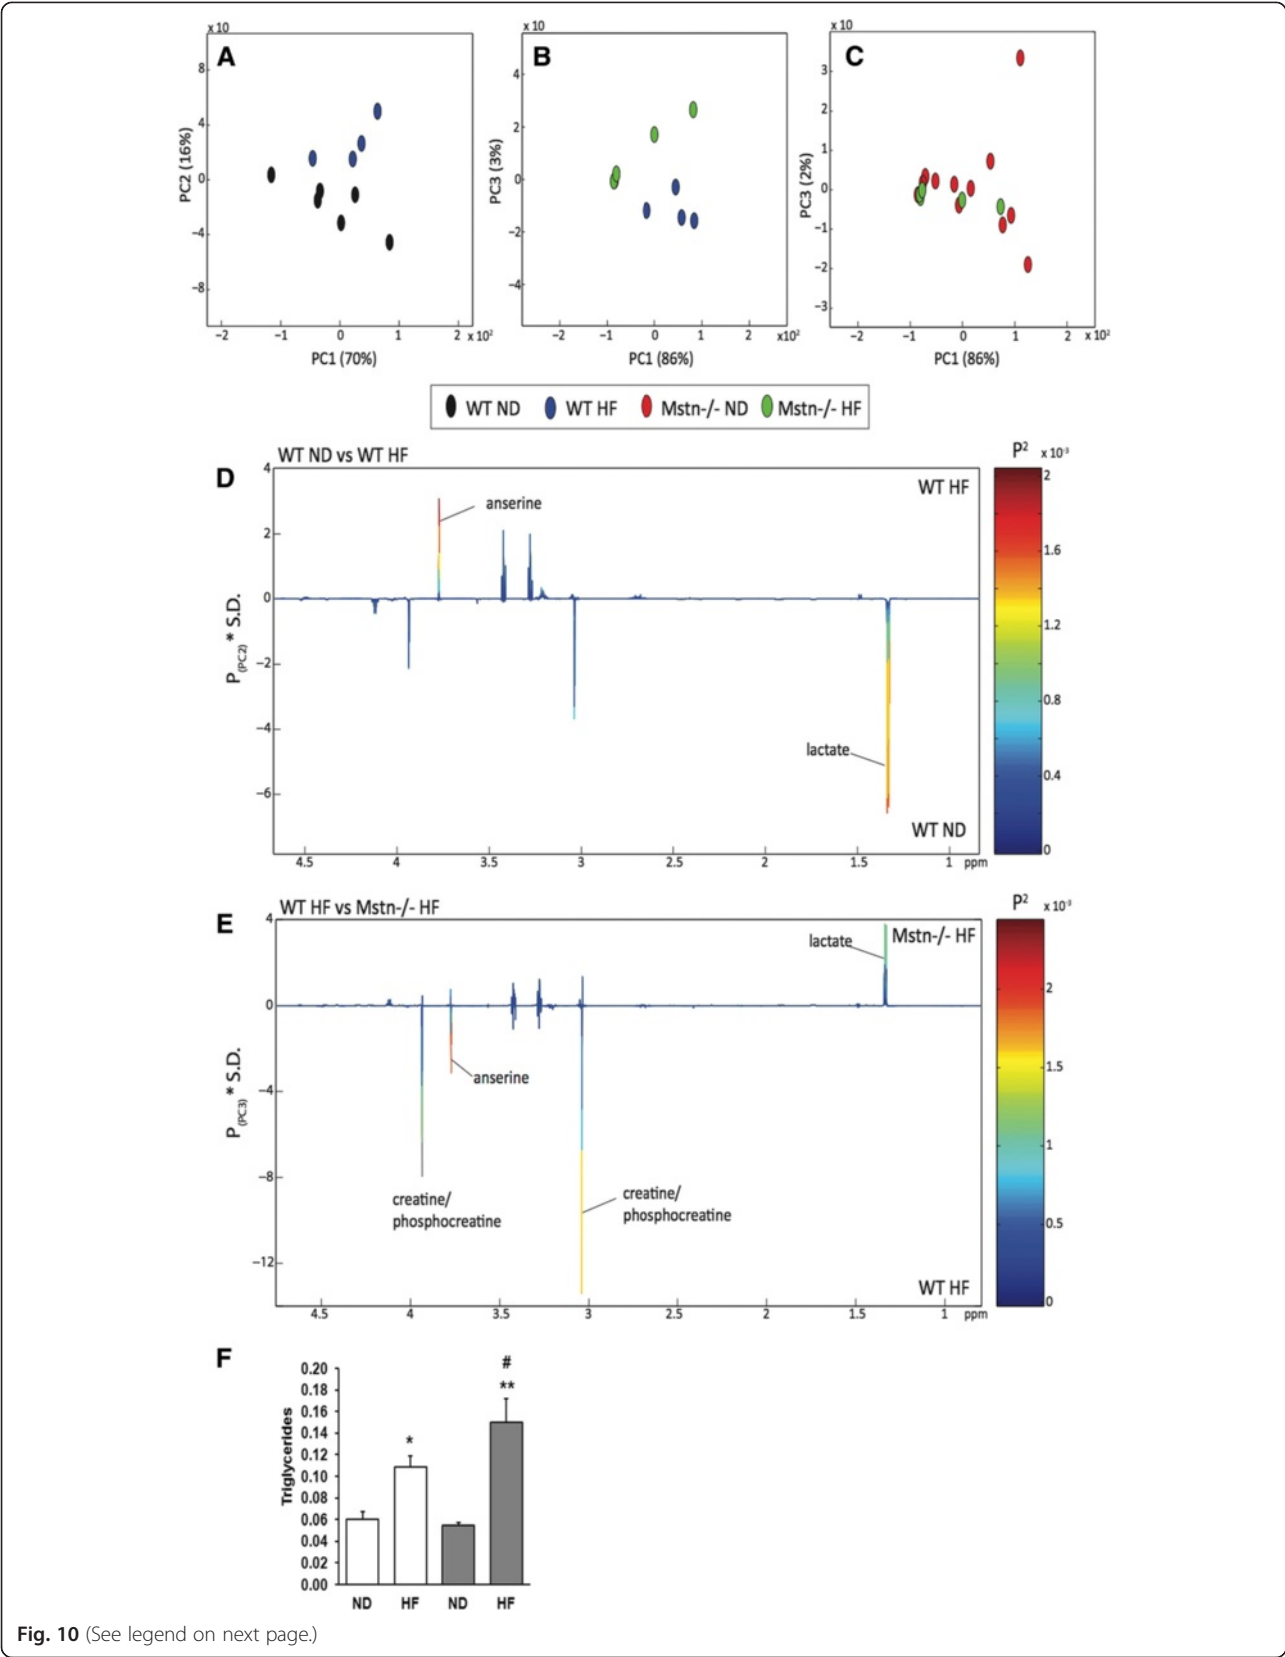 x 10
A
8
4
0
−4
−8
PC2 (16%)
−2 −1 0 1 2 x 10²
PC1 (70%)
x 10
B
4
2
0
−2
−4
PC3 (3%)
−2 −1 0 1 2 x10²
PC1 (86%)
x 10
C
3
2
1
0
−1
−2
−3
PC3 (2%)
−2 −1 0 1 2 x10²
PC1 (86%)
WT ND WT HF Mstn-/- ND Mstn-/- HF
D
WT ND vs WT HF
4
2
0
−2
−4
−6
P(PC2) * S.D.
anserine
WT HF
lactate
WT ND
4.5 4 3.5 3 2.5 2 1.5 1 ppm
P² x 10⁻³
2
1.6
1.2
0.8
0.4
0
E
WT HF vs Mstn-/- HF
4
0
−4
−8
−12
P(PC3) * S.D.
lactate
Mstn-/- HF
anserine
creatine/
phosphocreatine
creatine/
phosphocreatine
WT HF
4.5 4 3.5 3 2.5 2 1.5 1 ppm
P² x 10⁻³
2
1.5
1
0.5
0
F
Triglycerides
0.20
0.18
0.16
0.14
0.12
0.10
0.08
0.06
0.04
0.02
0.00
*
#
**
ND HF ND HF
Fig. 10 (See legend on next page.)